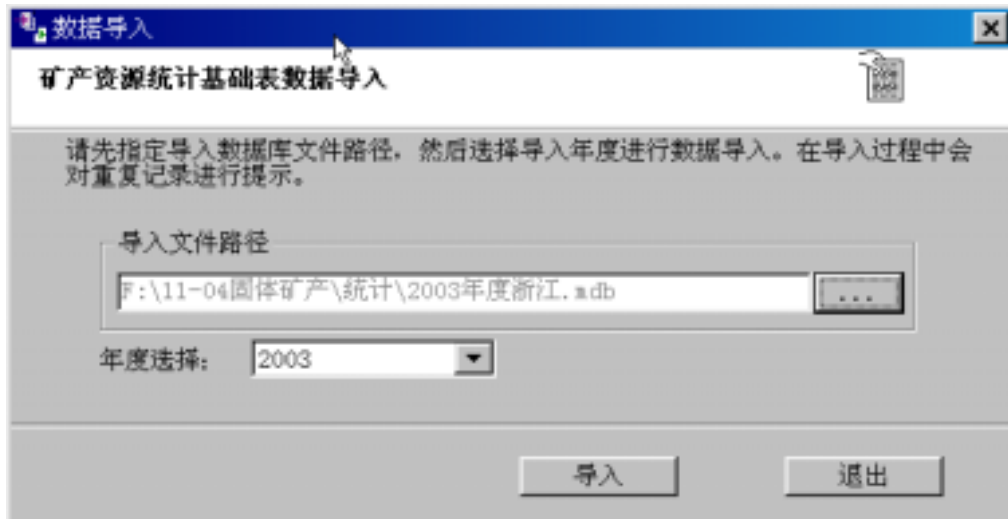 数据导入
矿产资源统计基础表数据导入
请先指定导入数据库文件路径，然后选择导入年度进行数据导入。在导入过程中会
对重复记录进行提示。
导入文件路径
F:\11-04固体矿产\统计\2003年度浙江.mdb
...
年度选择： 2003
导入 退出